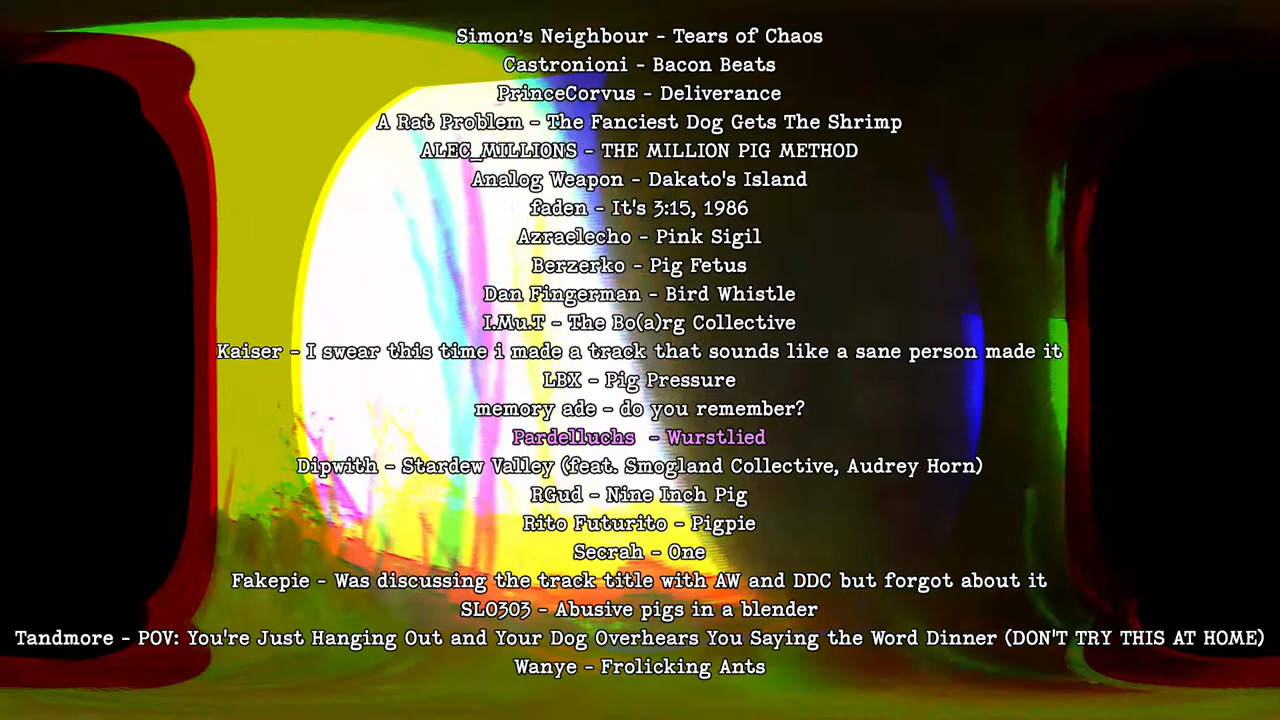 Simon's Neighbour - Tears of Chaos
Castronioni - Bacon Beats
PrinceCorvus - Deliverance
A Rat Problem - The Fanciest Dog Gets The Shrimp
ALEC_MILLIONS - THE MILLION PIG METHOD
Analog Weapon - Dakato's Island
faden - It's 3:15, 1986
Azraelecho - Pink Sigil
Berzerko - Pig Fetus
Dan Fingerman - Bird Whistle
I.Mu.T - The Bo(a)rg Collective
Kaiser - I swear this time i made a track that sounds like a sane person made it
LBX - Pig Pressure
memory ade - do you remember?
Pardelluchs - Wurstlied
Dipwith - Stardew Valley (feat. Smogland Collective, Audrey Horn)
RGud - Nine Inch Pig
Rito Futurito - Pigpie
Secrah - One
Fakepie - Was discussing the track title with AW and DDC but forgot about it
SLO303 - Abusive pigs in a blender
Tandmore - POV: You're Just Hanging Out and Your Dog Overhears You Saying the Word Dinner (DON'T TRY THIS AT HOME)
Wanye - Frolicking Ants